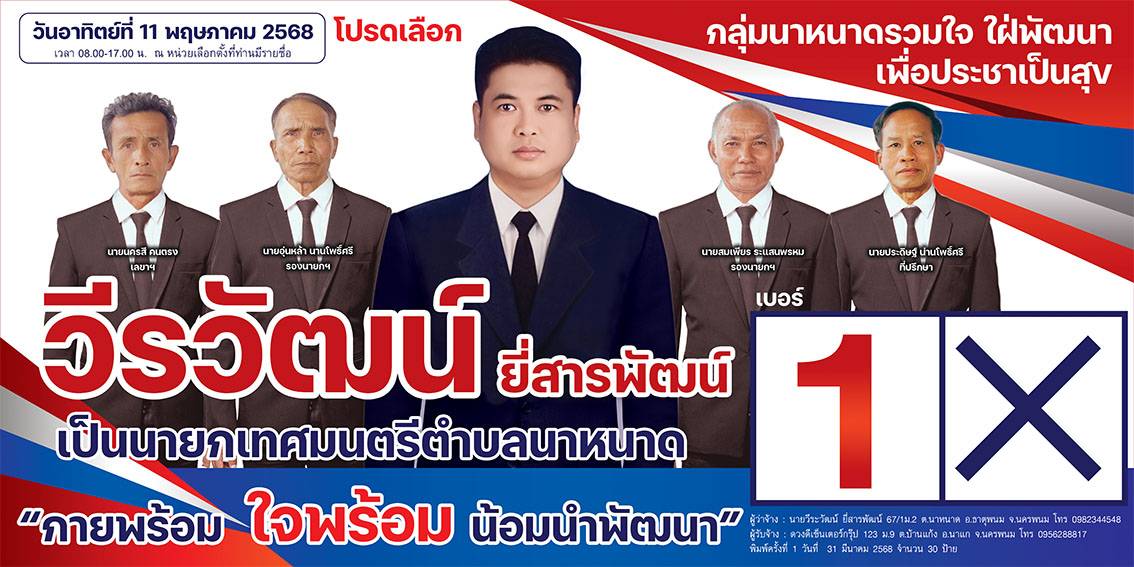 วันอาทิตย์ที่ 11 พฤษภาคม 2568
เวลา 08.00-17.00 น. ณ หน่วยเลือกตั้งที่ท่านมีรายชื่อ
โปรดเลือก
กลุ่มนาหนาดรวมใจ ใฝ่พัฒนา
เพื่อประชาเป็นสุข
นายนครสี คนตรง
เลขาฯ
นายอุ่นหล้า นานโพธิ์ศรี
รองนายกฯ
นายสมเพียร ระแสนพรหม
รองนายกฯ
นายประดิษฐ์ น่านโพธิ์ศรี
ที่ปรึกษา
วีรวัฒน์ ยี่สารพัฒน์
เป็นนายกเทศมนตรีตำบลนาหนาด
เบอร์
1
“กายพร้อม ใจพร้อม น้อมนำพัฒนา”
ผู้ว่าจ้าง : นายวีระวัฒน์ ยี่สารพัฒน์ 67/1ม.2 ต.นาหนาด อ.ธาตุพนม จ.นครพนม โทร 0982344548
ผู้รับจ้าง : ดวงดีเซ็นเตอร์กรุ๊ป 123 ม.9 ต.บ้านแก้ง อ.นาแก จ.นครพนม โทร 0956288817
พิมพ์ครั้งที่ 1 วันที่ 31 มีนาคม 2568 จำนวน 30 ป้าย